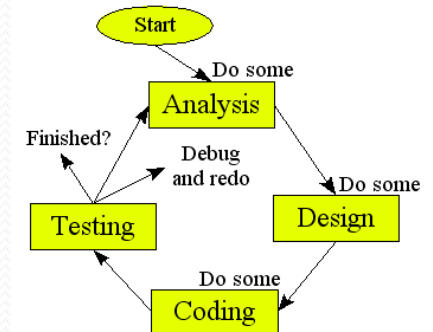 Start
Do some
Analysis
Finished?
Debug
and redo
Do some
Testing
Design
Do some
Coding